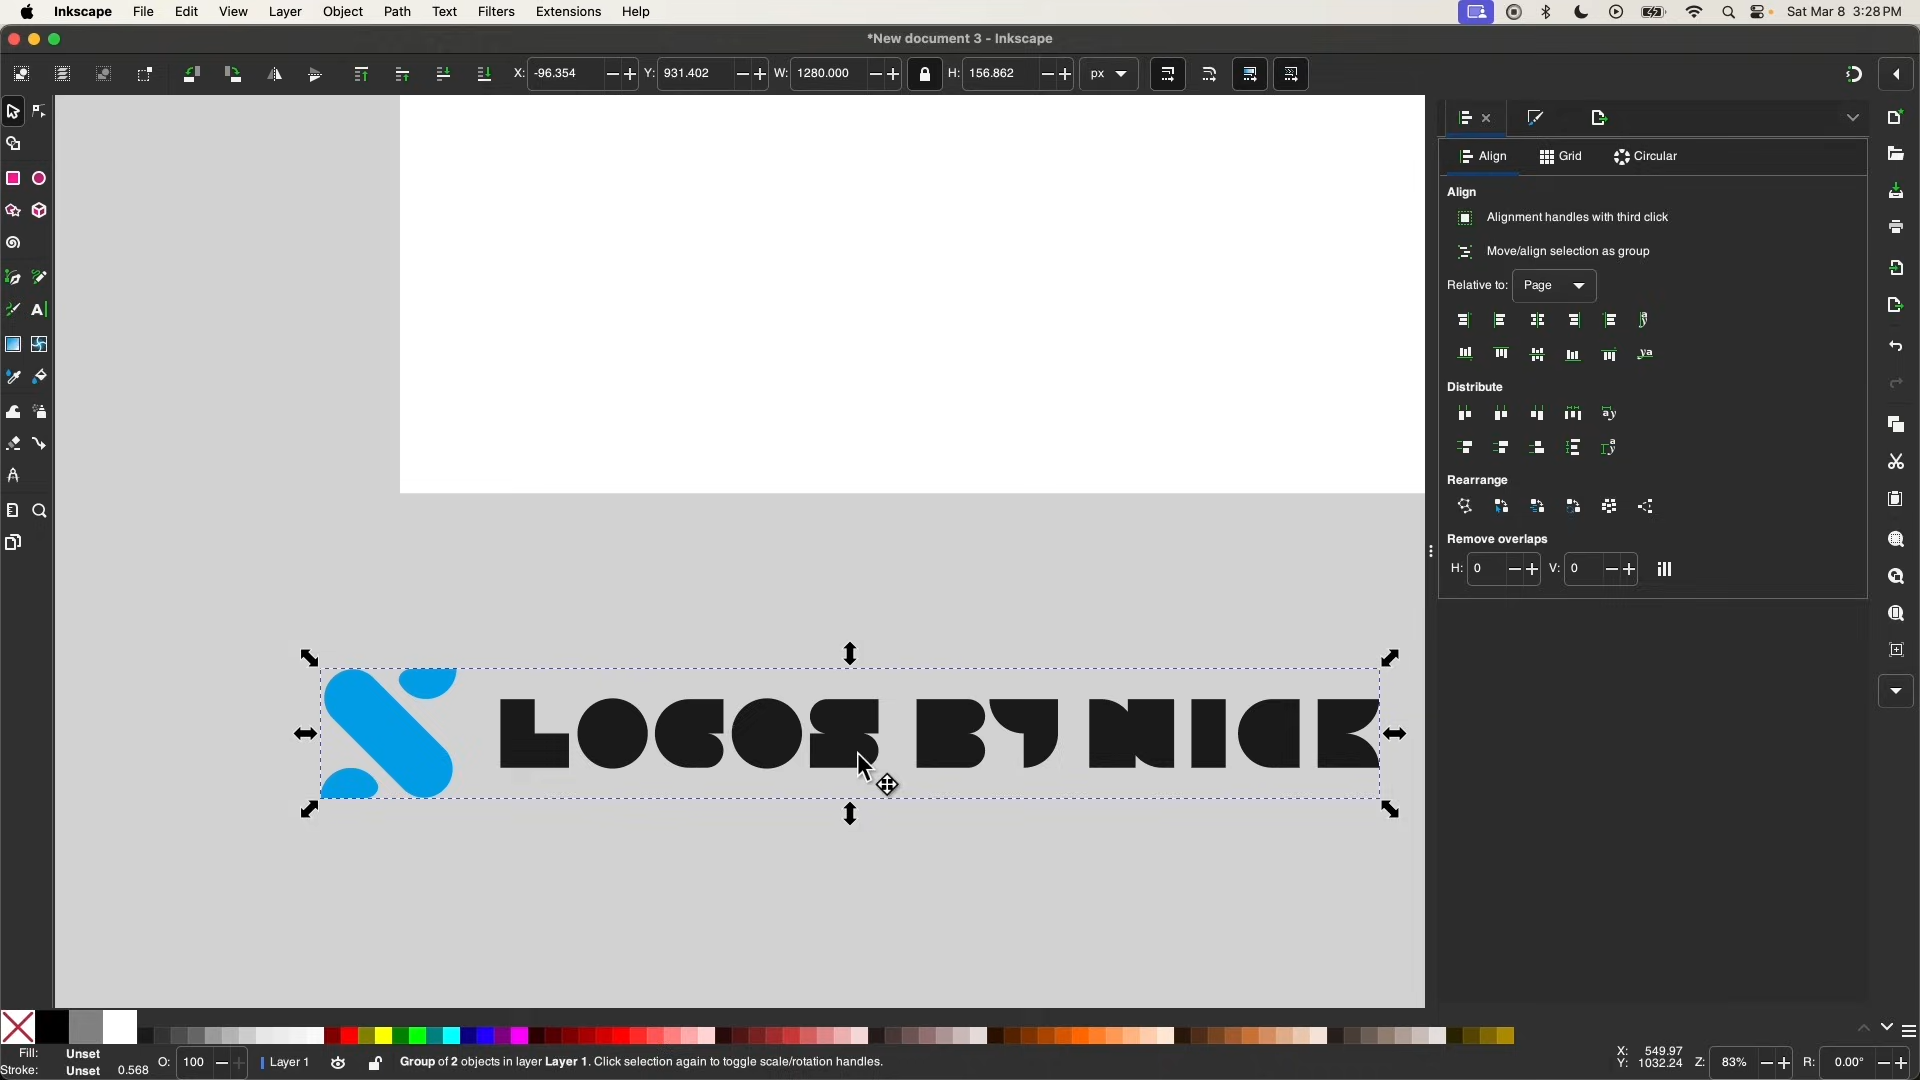 Inkscape File Edit View Layer Object Path Text Filters Extensions Help Sat Mar 8 3:28 PM
*New document 3 - Inkscape
X: -96.354 Y: 931.402 W: 1280.000 H: 156.862 px
Align Grid Circular
Align
Alignment handles with third click
Move/align selection as group
Relative to: Page
Distribute
Rearrange
Remove overlaps
H: 0 V: 0
LOGOS BY NICK
Fill: Unset
Stroke: Unset 0.568 O: 100 Layer 1 Group of 2 objects in layer Layer 1. Click selection again to toggle scale/rotation handles.
X: 549.97
Y: 1032.24 Z: 83% R: 0.00°